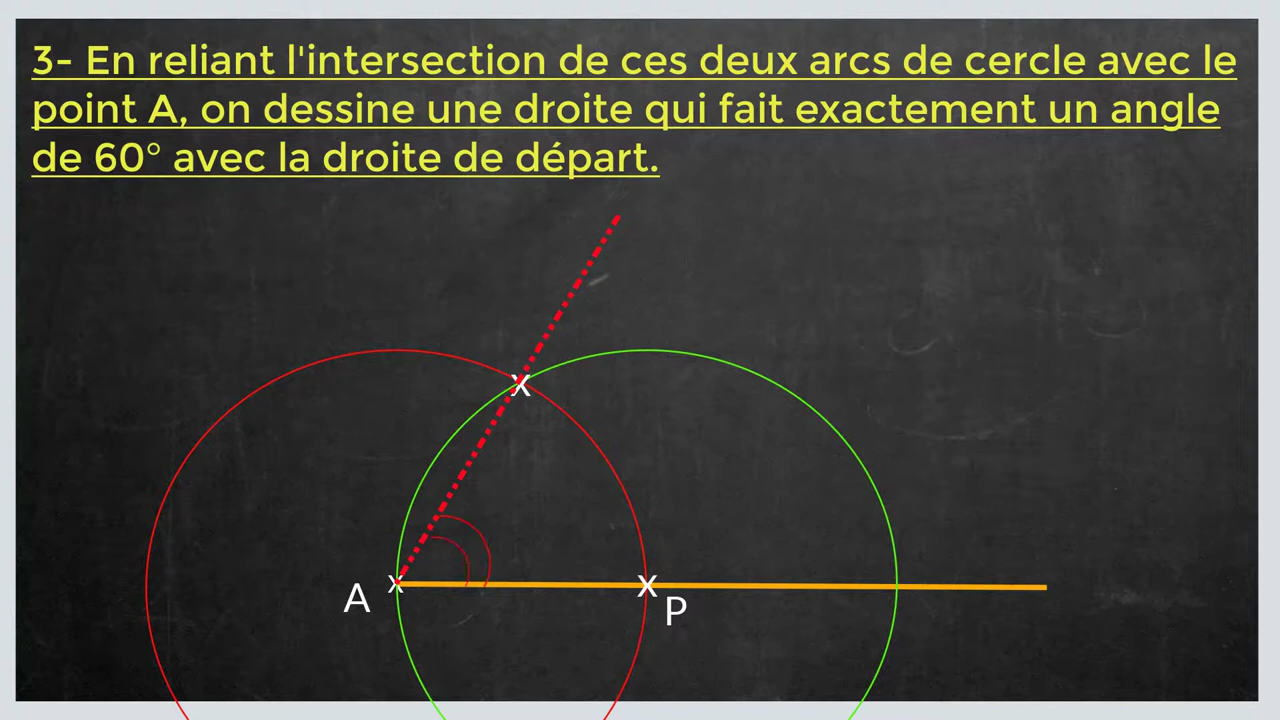 3- En reliant l'intersection de ces deux arcs de cercle avec le
point A, on dessine une droite qui fait exactement un angle
de 60° avec la droite de départ.
x
A x x
P